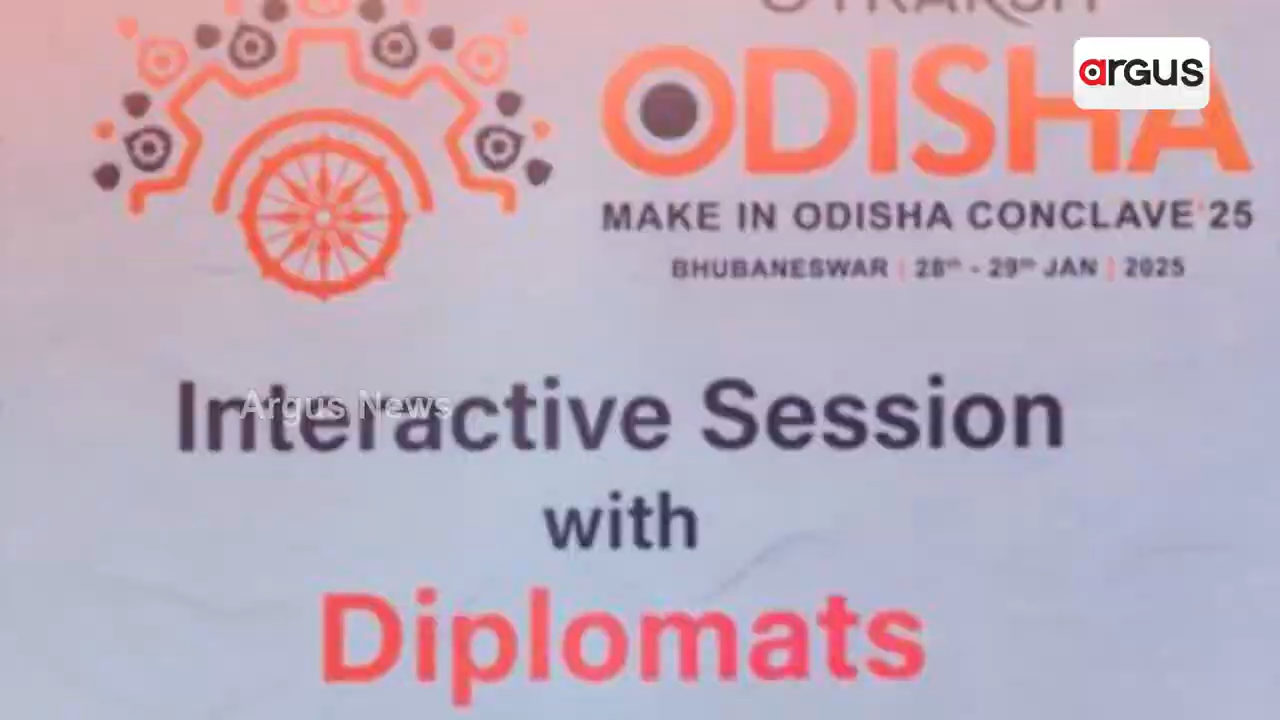 ODISHA
argus
MAKE IN ODISHA CONCLAVE'25
BHUBANESWAR | 28th - 29th JAN | 2025
Interactive Session
Argus News
with
Diplomats